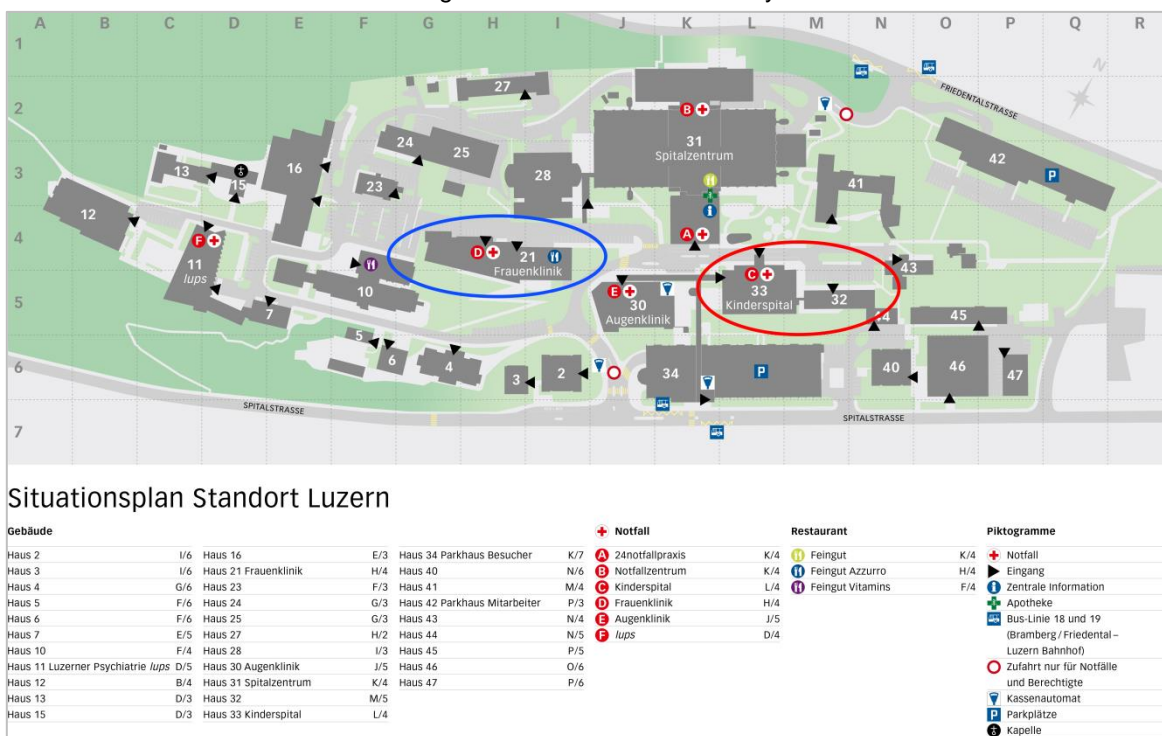 A B C D E F G H I J K L M N O P Q R
1
2
3
4
5
6
7
FRIEDENTALSTRASSE
N
27
B
31
Spitalzentrum
24
25
42
P
13
15
16
23
28
41
12
F
11
lups
D
21
Frauenklinik
A
43
10
7
E
30
Augenklinik
C
33
Kinderspital
32
45
5
6
4
3
2
34
P
40
46
47
SPITALSTRASSE
SPITALSTRASSE
Situationsplan Standort Luzern
Gebäude
Haus 2 I/6
Haus 3 I/6
Haus 4 G/6
Haus 5 F/6
Haus 6 F/6
Haus 7 E/5
Haus 10 F/4
Haus 11 Luzerner Psychiatrie lups D/5
Haus 12 B/4
Haus 13 D/3
Haus 15 D/3
Haus 16 E/3
Haus 21 Frauenklinik H/4
Haus 23 F/3
Haus 24 G/3
Haus 25 G/3
Haus 27 H/2
Haus 28 I/3
Haus 30 Augenklinik J/5
Haus 31 Spitalzentrum K/4
Haus 32 M/5
Haus 33 Kinderspital L/4
Haus 34 Parkhaus Besucher K/7
Haus 40 N/6
Haus 41 M/4
Haus 42 Parkhaus Mitarbeiter P/3
Haus 43 N/4
Haus 44 N/5
Haus 45 P/5
Haus 46 O/6
Haus 47 P/6
Notfall
A 24notfallpraxis K/4
B Notfallzentrum K/4
C Kinderspital L/4
D Frauenklinik H/4
E Augenklinik J/5
F lups D/4
Restaurant
Feingut K/4
Feingut Azzurro H/4
Feingut Vitamins F/4
Piktogramme
Notfall
Eingang
Zentrale Information
Apotheke
Bus-Linie 18 und 19
(Bramberg / Friedental –
Luzern Bahnhof)
Zufahrt nur für Notfälle
und Berechtigte
Kassenautomat
P Parkplätze
Kapelle